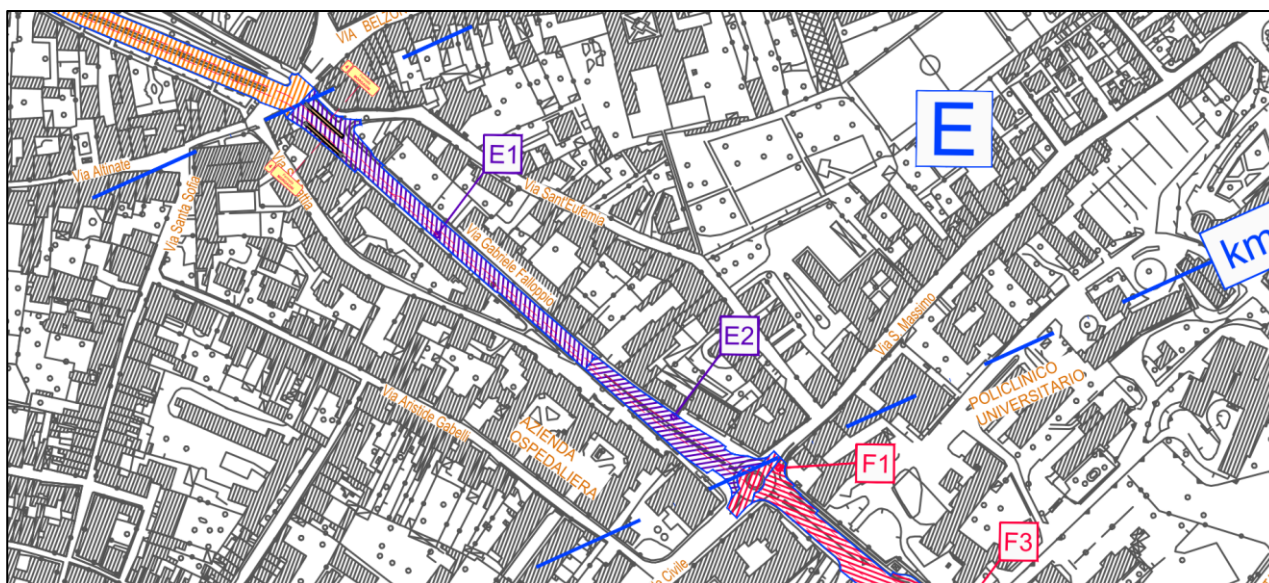 VIA BELZO
E
E1
Via Altinate
Via Santa Sofia
Via Sant'Eufemia
Via Gabriele Falloppio
km
E2
Via S. Massimo
POLICLINICO
UNIVERSITARIO
Via Aristide Gabelli
AZIENDA
OSPEDALIERA
F1
F3
Civile